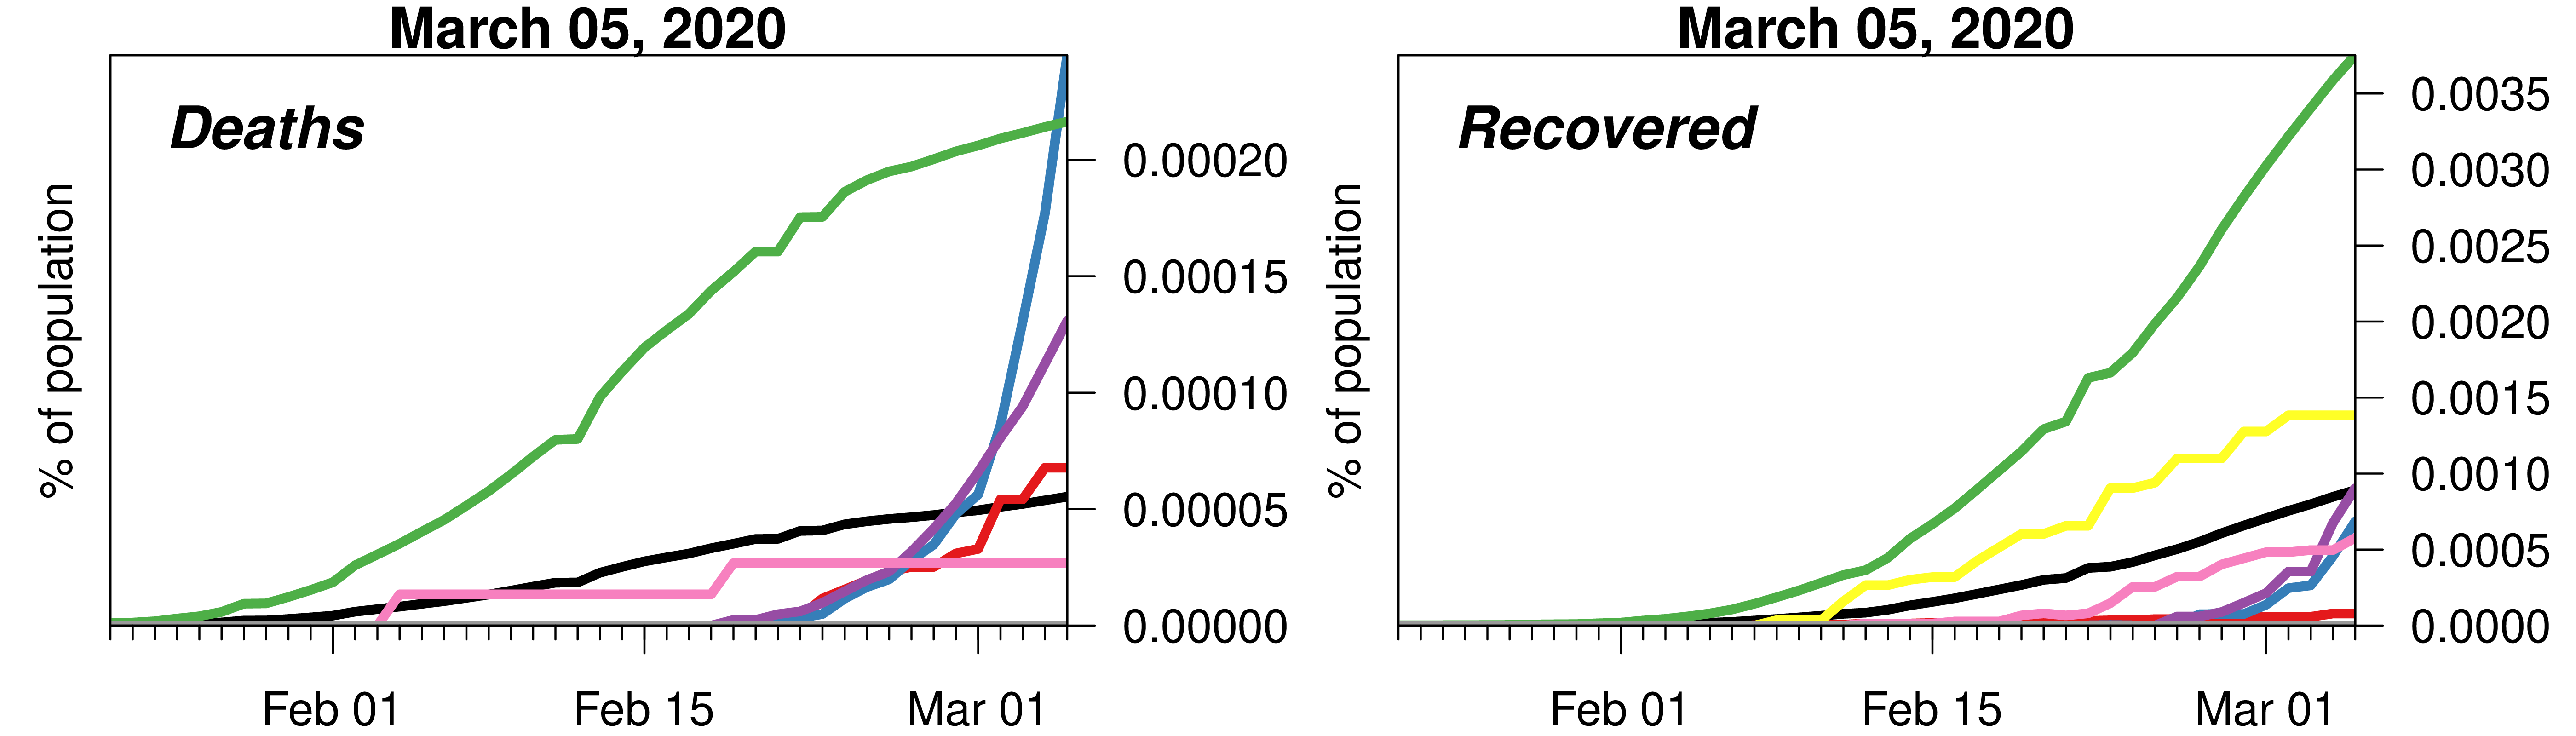 March 05, 2020
Deaths
% of population
0.00020
0.00015
0.00010
0.00005
0.00000
Feb 01 Feb 15 Mar 01
March 05, 2020
Recovered
% of population
0.0035
0.0030
0.0025
0.0020
0.0015
0.0010
0.0005
0.0000
Feb 01 Feb 15 Mar 01